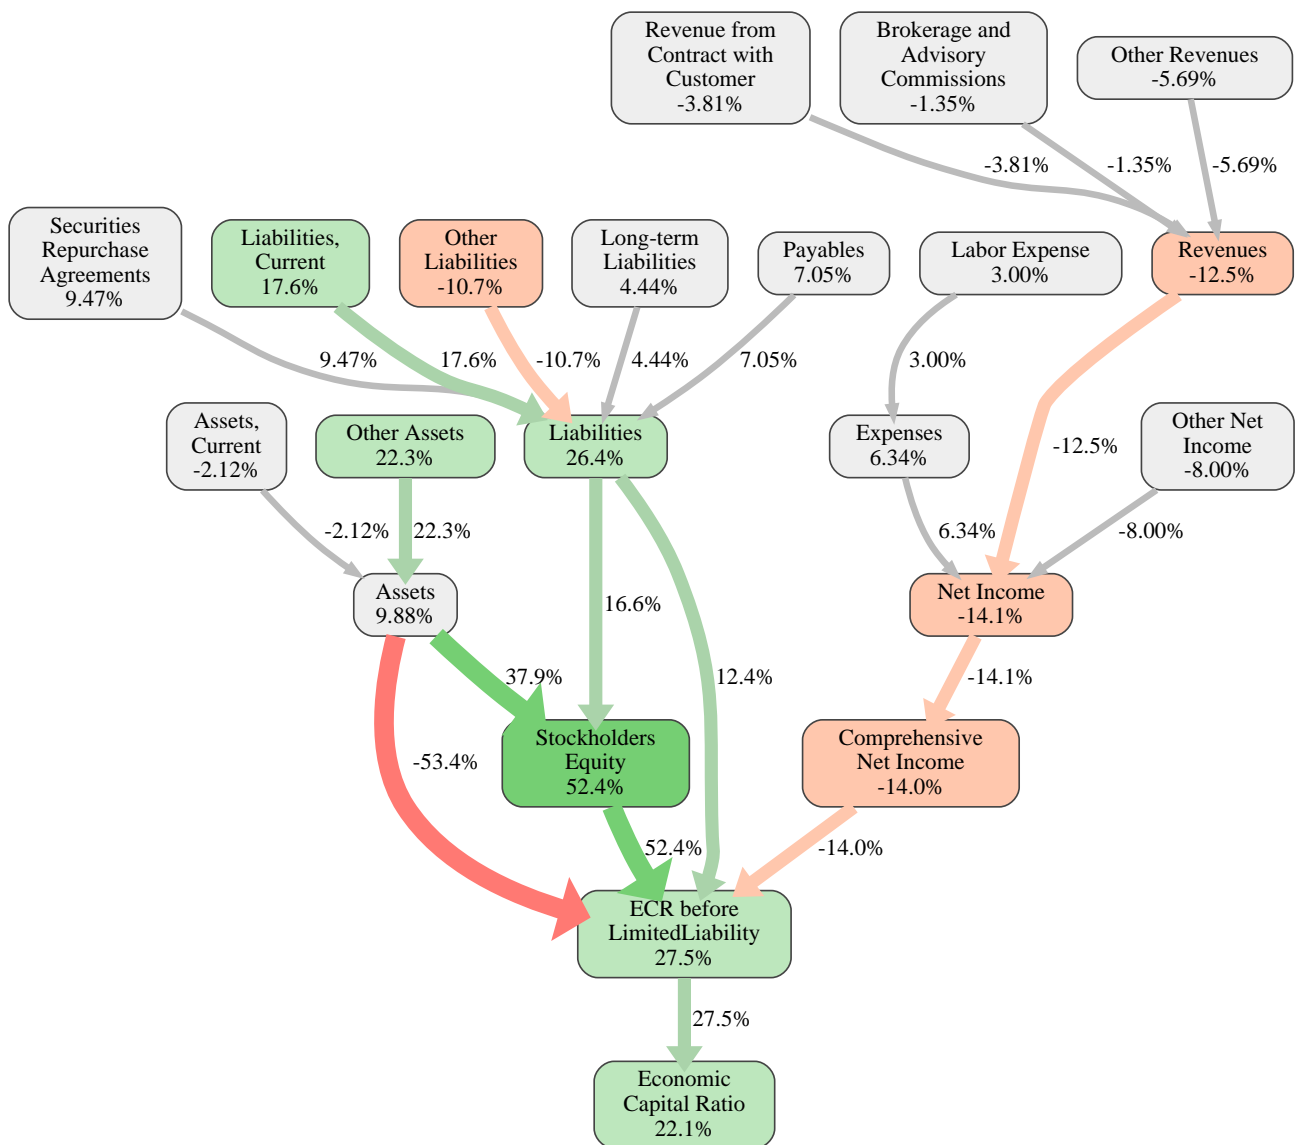 Revenue from
Contract with
Customer
-3.81%
Brokerage and
Advisory
Commissions
-1.35%
Other Revenues
-5.69%
-3.81%
-1.35%
-5.69%
Securities
Repurchase
Agreements
9.47%
Liabilities,
Current
17.6%
Other
Liabilities
-10.7%
Long-term
Liabilities
4.44%
Payables
7.05%
Labor Expense
3.00%
Revenues
-12.5%
9.47%
17.6%
-10.7%
4.44%
7.05%
3.00%
-12.5%
Assets,
Current
-2.12%
Other Assets
22.3%
Liabilities
26.4%
Expenses
6.34%
Other Net
Income
-8.00%
-2.12%
22.3%
6.34%
-8.00%
Assets
9.88%
16.6%
Net Income
-14.1%
37.9%
12.4%
-14.1%
-53.4%
Stockholders
Equity
52.4%
Comprehensive
Net Income
-14.0%
52.4%
-14.0%
ECR before
LimitedLiability
27.5%
27.5%
Economic
Capital Ratio
22.1%